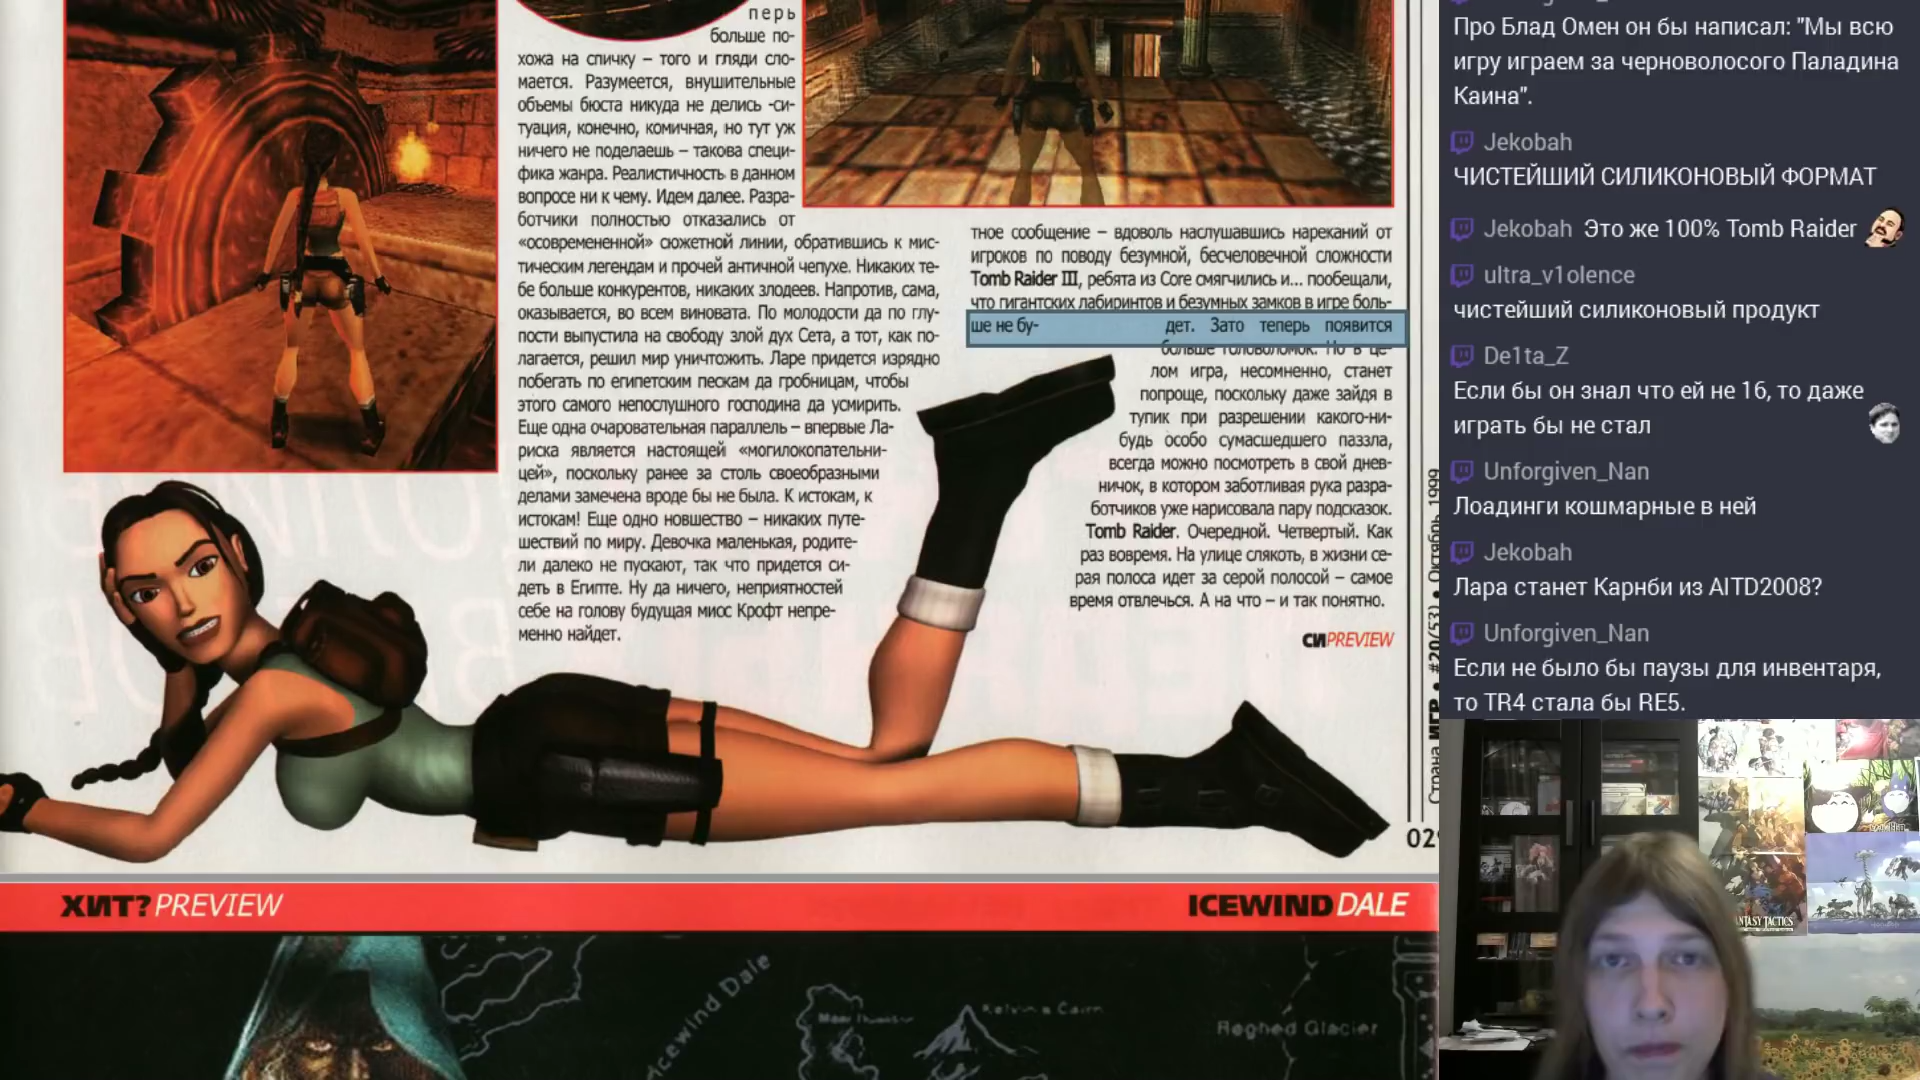 перь
больше по-
хожа на спичку – того и гляди сло-
мается. Разумеется, внушительные
объемы бюста никуда не делись -си-
туация, конечно, комичная, но тут уж
ничего не поделаешь – такова специ-
фика жанра. Реалистичность в данном
вопросе ни к чему. Идем далее. Разра-
ботчики полностью отказались от
«осовремененной» сюжетной линии, обратившись к мис-
тическим легендам и прочей античной чепухе. Никаких те-
бе больше конкурентов, никаких злодеев. Напротив, сама,
оказывается, во всем виновата. По молодости да по глу-
пости выпустила на свободу злой дух Сета, а тот, как по-
лагается, решил мир уничтожить. Ларе придется изрядно
побегать по египетским пескам да гробницам, чтобы
этого самого непослушного господина да усмирить.
Еще одна очаровательная параллель – впервые Ла-
риска является настоящей «могилокопательни-
цей», поскольку ранее за столь своеобразными
делами замечена вроде бы не была. К истокам, к
истокам! Еще одно новшество – никаких путе-
шествий по миру. Девочка маленькая, родите-
ли далеко не пускают, так что придется си-
деть в Египте. Ну да ничего, неприятностей
себе на голову будущая мисс Крофт непре-
менно найдет.
тное сообщение – вдоволь наслушавшись нареканий от
игроков по поводу безумной, бесчеловечной сложности
Tomb Raider III, ребята из Core смягчились и... пообещали,
что гигантских лабиринтов и безумных замков в игре боль-
ше не бу- дет. Зато теперь появится
больше головоломок. Но в це-
лом игра, несомненно, станет
попроще, поскольку даже зайдя в
тупик при разрешении какого-ни-
будь особо сумасшедшего паззла,
всегда можно посмотреть в свой днев-
ничок, в котором заботливая рука разра-
ботчиков уже нарисовала пару подсказок.
Tomb Raider. Очередной. Четвертый. Как
раз вовремя. На улице слякоть, в жизни се-
рая полоса идет за серой полосой – самое
время отвлечься. А на что – и так понятно.
СИPREVIEW
Страна ИГР • #20(53) • Октябрь 1999
ХИТ? PREVIEW
ICEWIND DALE
Icewind Dale
Kelvin's Cairn
Reghed Glacier
Про Блад Омен он бы написал: "Мы всю
игру играем за черноволосого Паладина
Каина".
Jekobah
ЧИСТЕЙШИЙ СИЛИКОНОВЫЙ ФОРМАТ
Jekobah Это же 100% Tomb Raider
ultra_v1olence
чистейший силиконовый продукт
De1ta_Z
Если бы он знал что ей не 16, то даже
играть бы не стал
Unforgiven_Nan
Лоадинги кошмарные в ней
Jekobah
Лара станет Карнби из AITD2008?
Unforgiven_Nan
Если не было бы паузы для инвентаря,
то TR4 стала бы RE5.